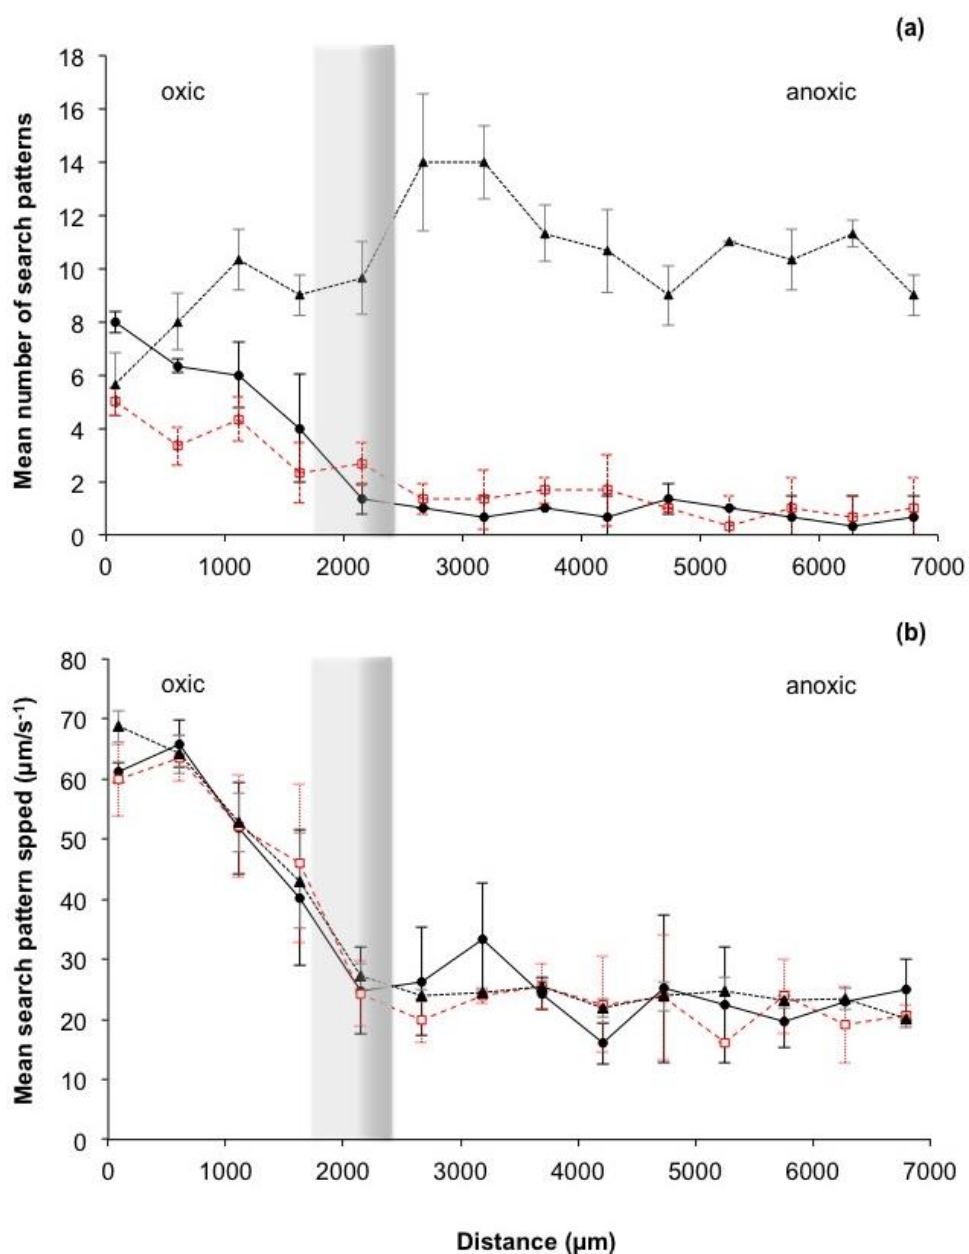 (a)
Mean number of search patterns
18
16
14
12
10
8
6
4
2
0
oxic
anoxic
0 1000 2000 3000 4000 5000 6000 7000
(b)
Mean search pattern spped (µm/s⁻¹)
80
70
60
50
40
30
20
10
0
oxic
anoxic
0 1000 2000 3000 4000 5000 6000 7000
Distance (µm)